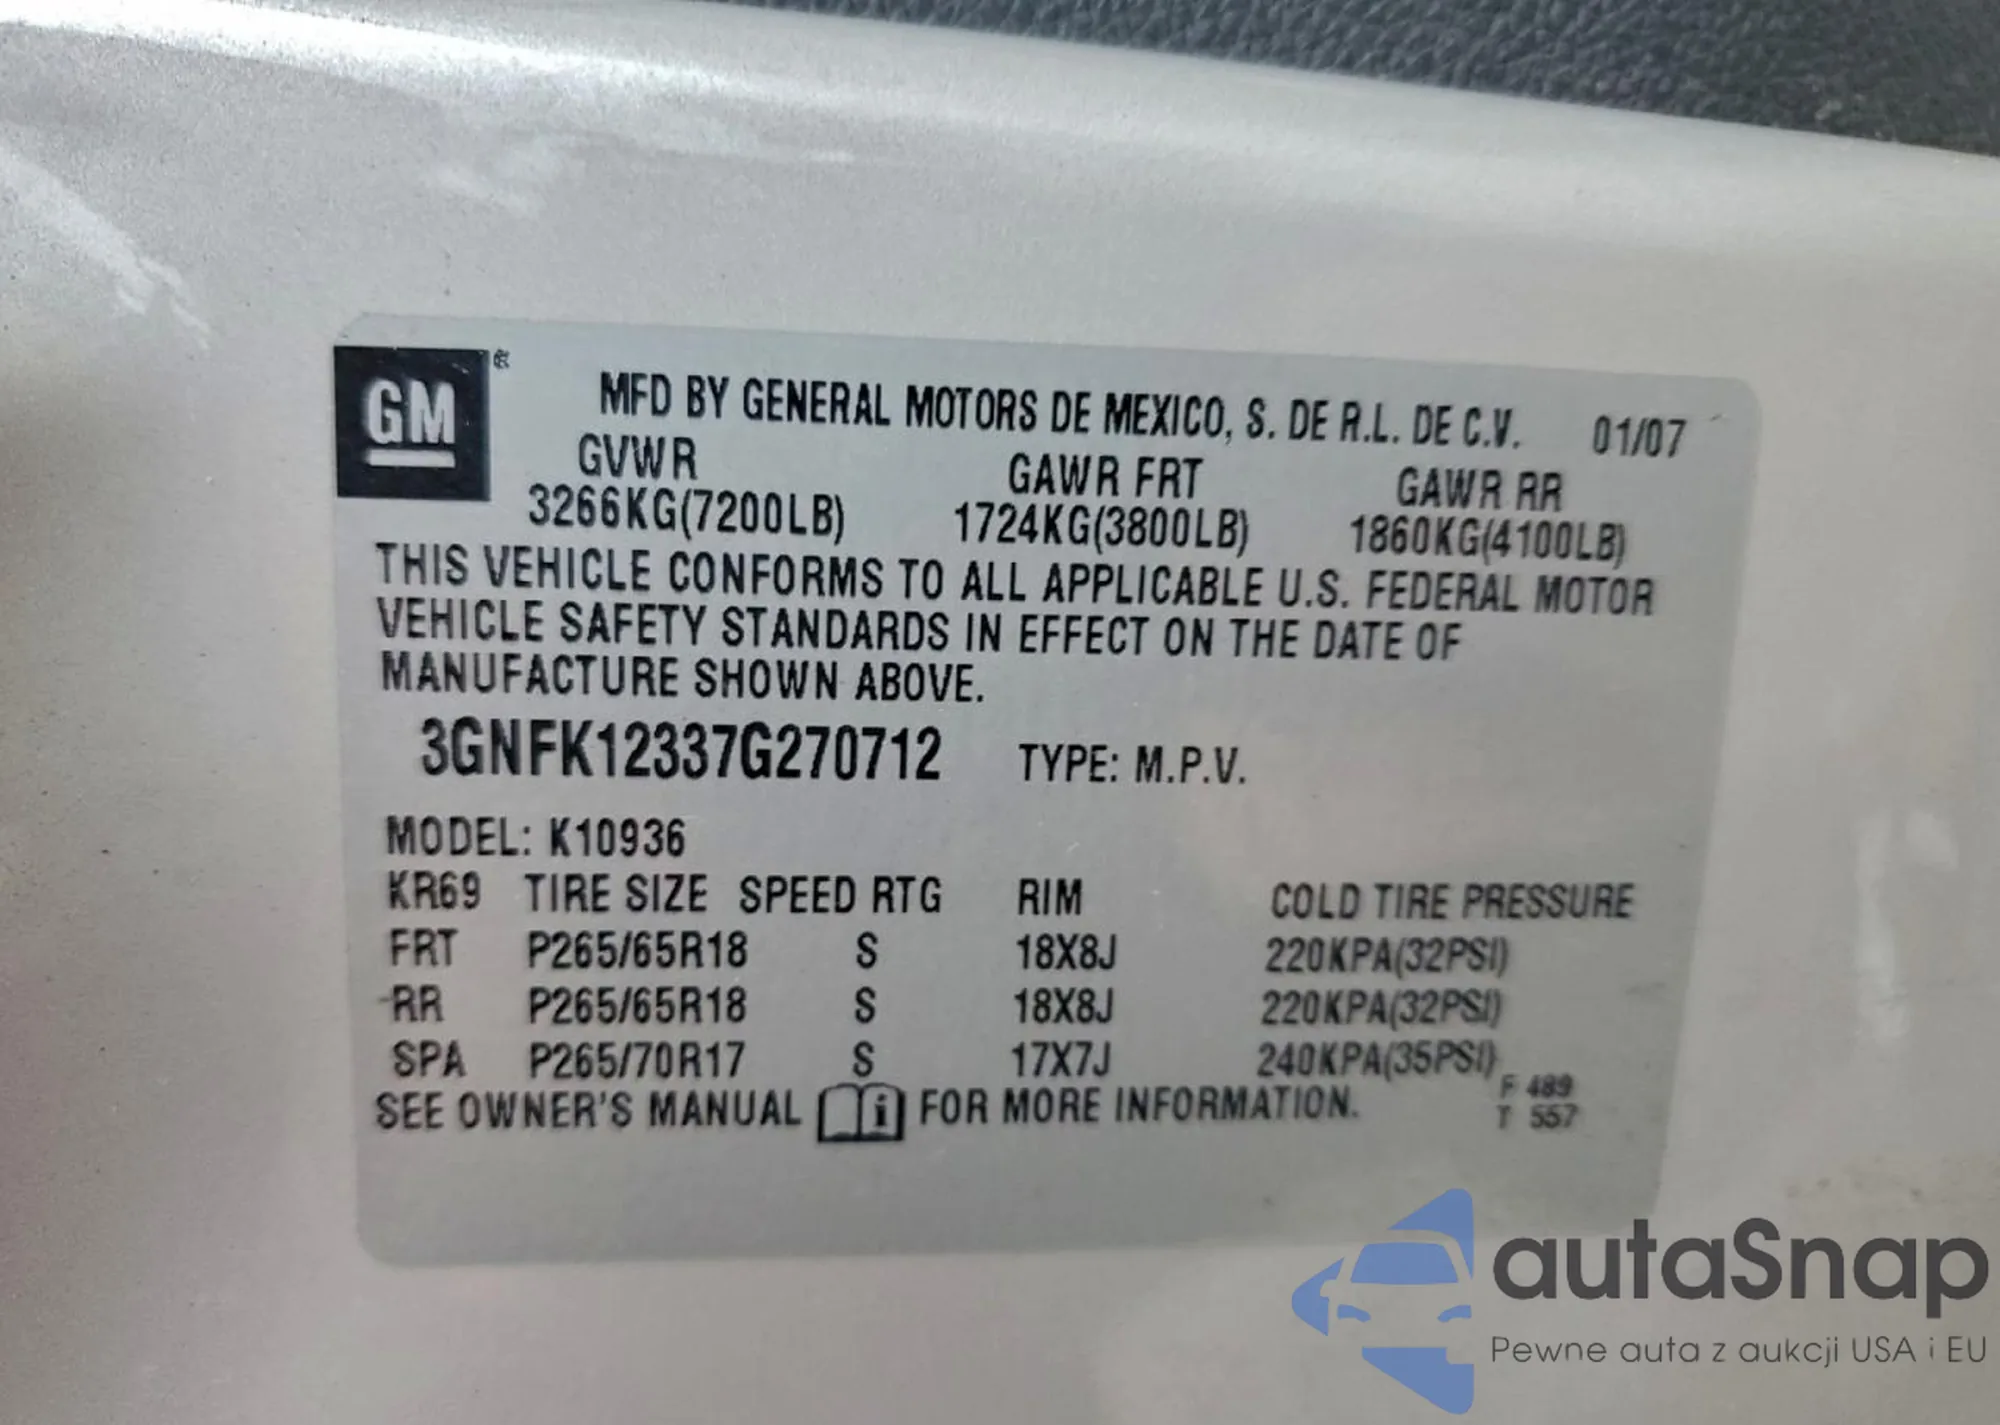 GM®
MFD BY GENERAL MOTORS DE MEXICO, S. DE R.L. DE C.V. 01/07
GVWR GAWR FRT GAWR RR
3266KG(7200LB) 1724KG(3800LB) 1860KG(4100LB)
THIS VEHICLE CONFORMS TO ALL APPLICABLE U.S. FEDERAL MOTOR
VEHICLE SAFETY STANDARDS IN EFFECT ON THE DATE OF
MANUFACTURE SHOWN ABOVE.
3GNFK12337G270712 TYPE: M.P.V.
MODEL: K10936
KR69 TIRE SIZE SPEED RTG RIM COLD TIRE PRESSURE
FRT P265/65R18 S 18X8J 220KPA(32PSI)
RR P265/65R18 S 18X8J 220KPA(32PSI)
SPA P265/70R17 S 17X7J 240KPA(35PSI)
F 489
SEE OWNER'S MANUAL i FOR MORE INFORMATION. T 557
autaSnap
Pewne auta z aukcji USA i EU